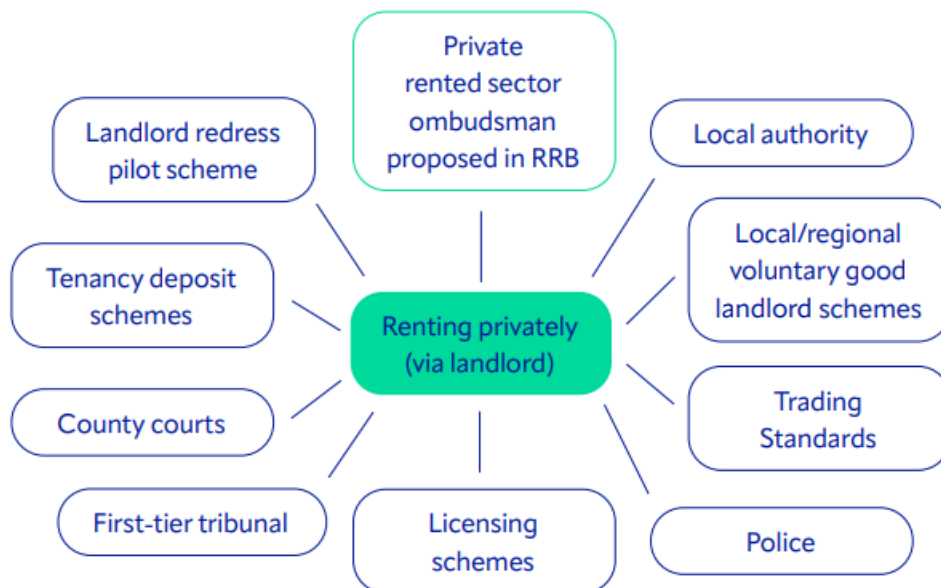 Private
rented sector
ombudsman
proposed in RRB
Landlord redress
pilot scheme
Local authority
Tenancy deposit
schemes
Local/regional
voluntary good
landlord schemes
Renting privately
(via landlord)
County courts
Trading
Standards
First-tier tribunal
Licensing
schemes
Police